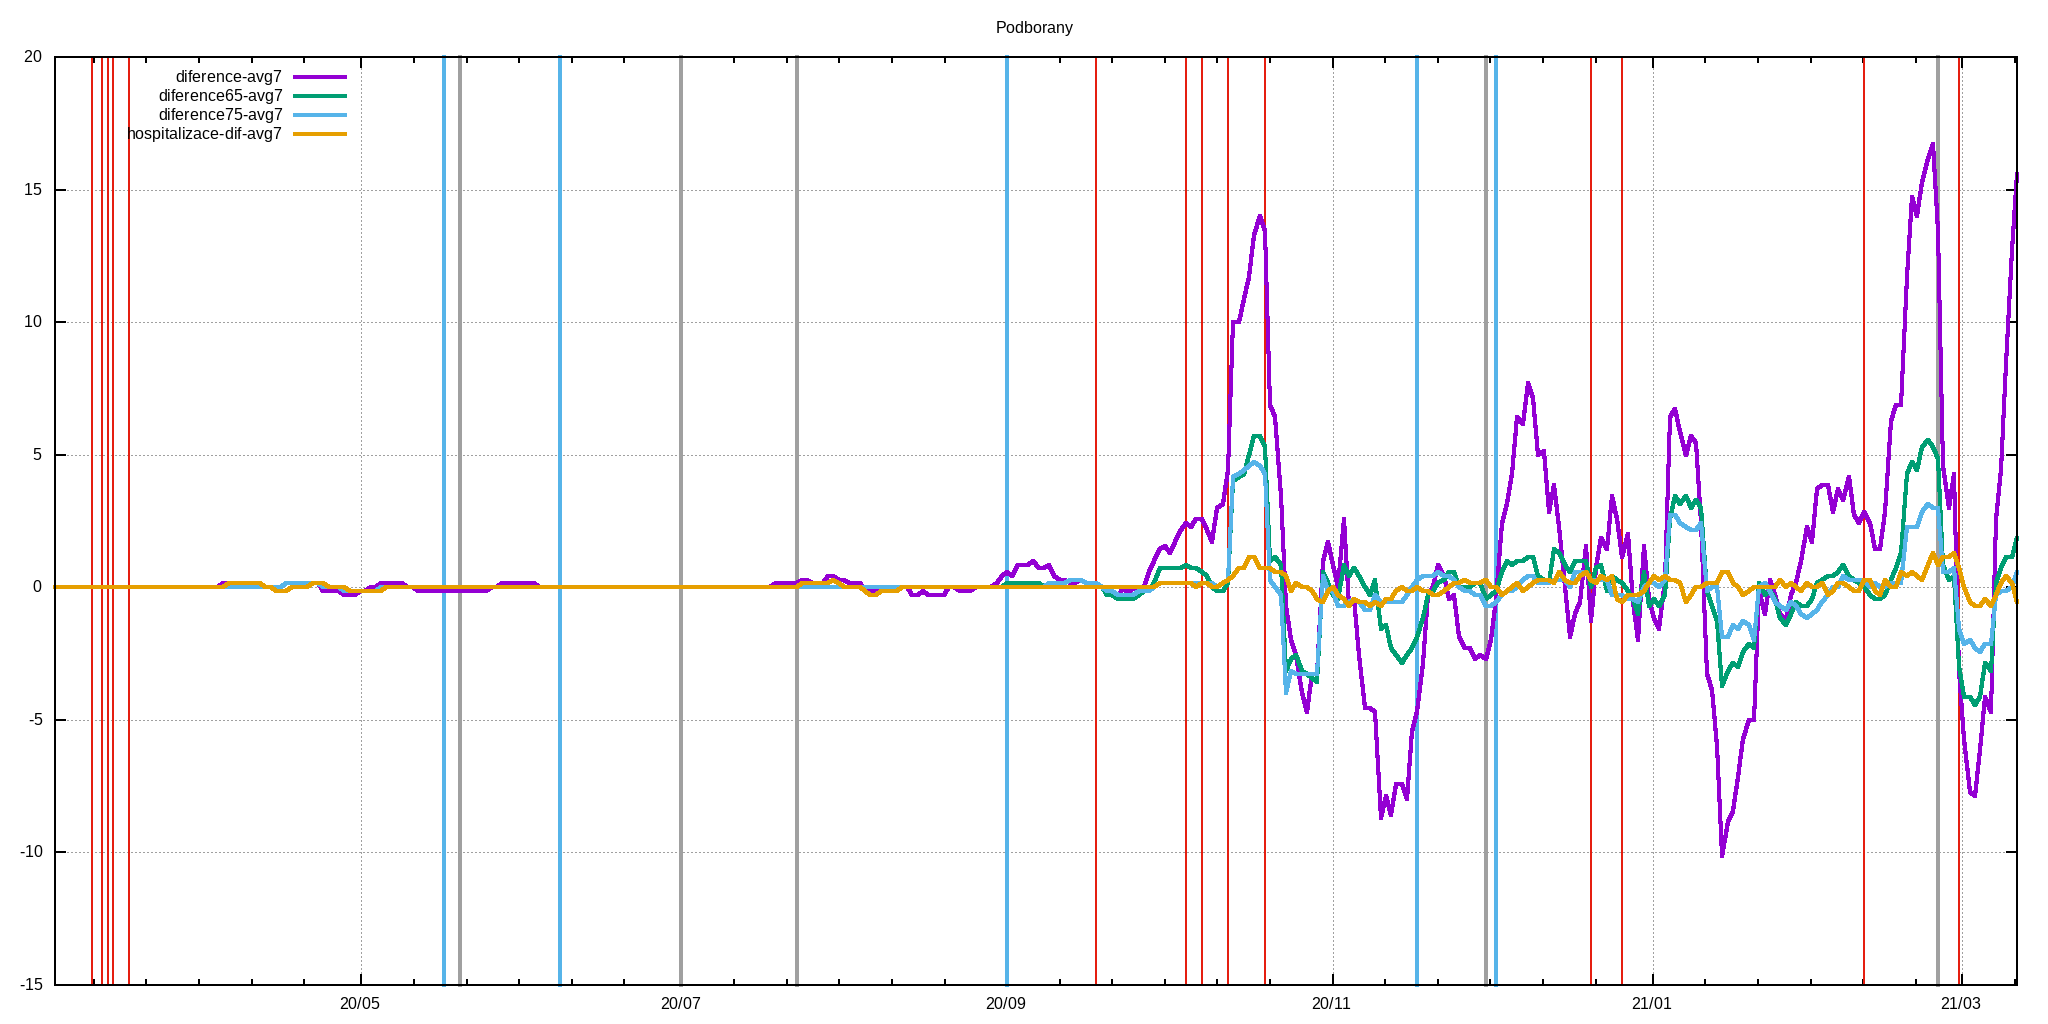 Podborany
20
15
10
5
0
-5
-10
-15
diference-avg7
diference65-avg7
diference75-avg7
hospitalizace-dif-avg7
20/05
20/07
20/09
20/11
21/01
21/03